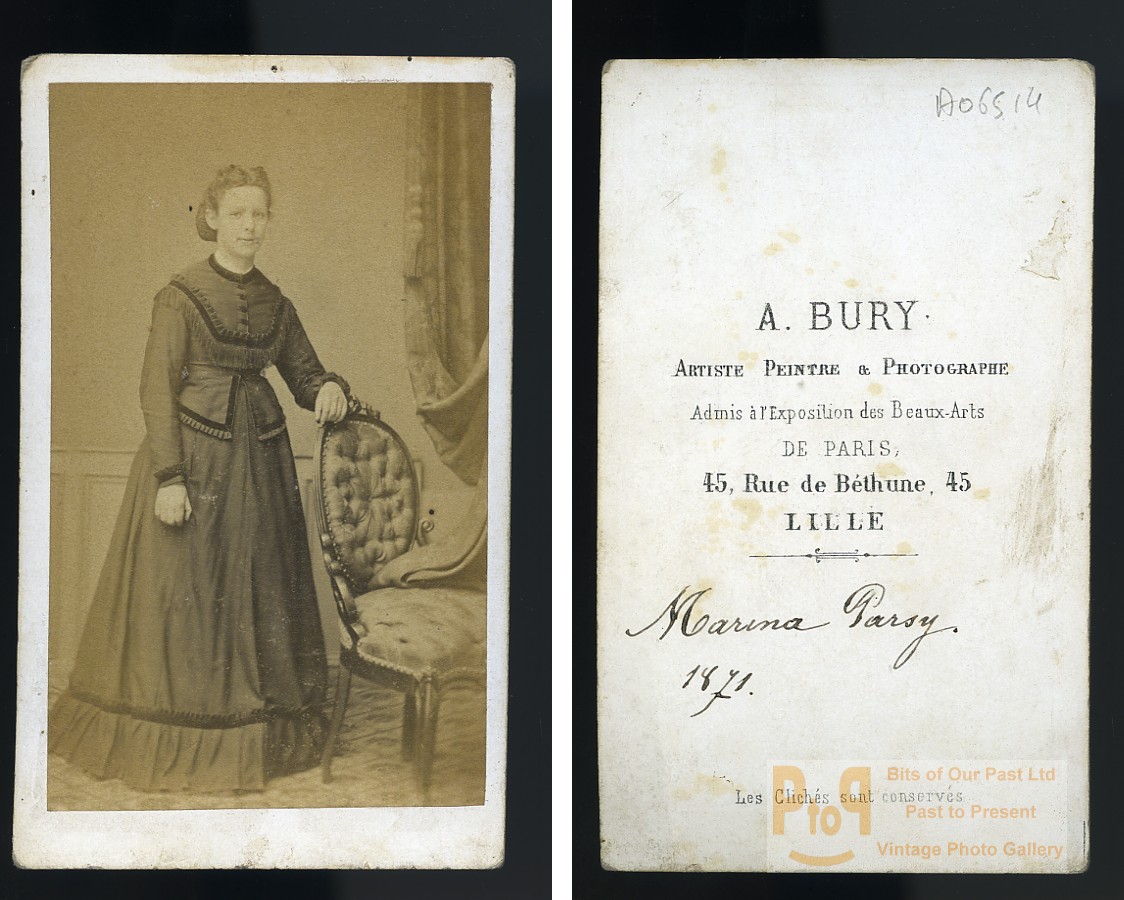 A06514
A. BURY.
ARTISTE PEINTRE & PHOTOGRAPHE
Admis à l'Exposition des Beaux-Arts
DE PARIS,
45, Rue de Béthune, 45
LILLE
Marina Parsy.
1871.
Les Clichés sont conservés
PtoP
Bits of Our Past Ltd
Past to Present
Vintage Photo Gallery